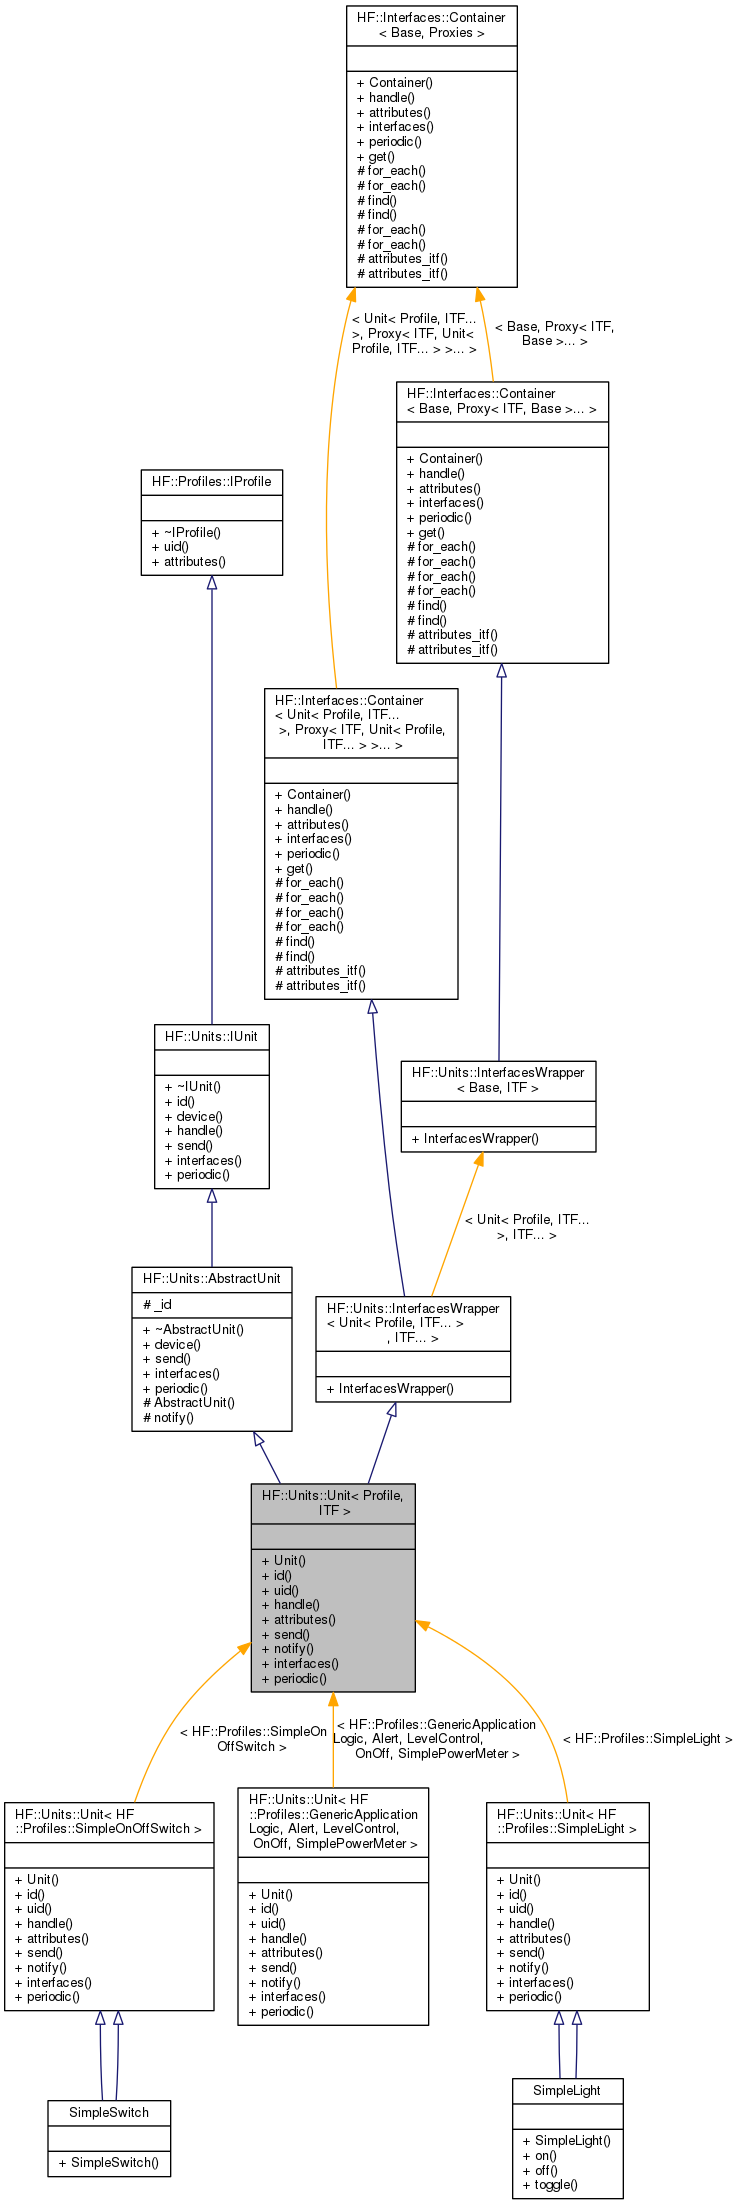 HF::Interfaces::Container
< Base, Proxies >
+ Container()
+ handle()
+ attributes()
+ interfaces()
+ periodic()
+ get()
# for_each()
# for_each()
# find()
# find()
# for_each()
# for_each()
# attributes_itf()
# attributes_itf()
< Unit< Profile, ITF...
>, Proxy< ITF, Unit<
Profile, ITF... > >... >
< Base, Proxy< ITF,
Base >... >
HF::Interfaces::Container
< Base, Proxy< ITF, Base >... >
+ Container()
+ handle()
+ attributes()
+ interfaces()
+ periodic()
+ get()
# for_each()
# for_each()
# for_each()
# for_each()
# find()
# find()
# attributes_itf()
# attributes_itf()
HF::Profiles::IProfile
+ ~IProfile()
+ uid()
+ attributes()
HF::Interfaces::Container
< Unit< Profile, ITF...
>, Proxy< ITF, Unit< Profile,
ITF... > >... >
+ Container()
+ handle()
+ attributes()
+ interfaces()
+ periodic()
+ get()
# for_each()
# for_each()
# for_each()
# for_each()
# find()
# find()
# attributes_itf()
# attributes_itf()
HF::Units::IUnit
+ ~IUnit()
+ id()
+ device()
+ handle()
+ send()
+ interfaces()
+ periodic()
HF::Units::InterfacesWrapper
< Base, ITF >
+ InterfacesWrapper()
< Unit< Profile, ITF...
>, ITF... >
HF::Units::AbstractUnit
# _id
+ ~AbstractUnit()
+ device()
+ send()
+ interfaces()
+ periodic()
# AbstractUnit()
# notify()
HF::Units::InterfacesWrapper
< Unit< Profile, ITF... >
, ITF... >
+ InterfacesWrapper()
HF::Units::Unit< Profile,
ITF >
+ Unit()
+ id()
+ uid()
+ handle()
+ attributes()
+ send()
+ notify()
+ interfaces()
+ periodic()
< HF::Profiles::SimpleOn
OffSwitch >
< HF::Profiles::GenericApplication
Logic, Alert, LevelControl,
OnOff, SimplePowerMeter >
< HF::Profiles::SimpleLight >
HF::Units::Unit< HF
::Profiles::SimpleOnOffSwitch >
+ Unit()
+ id()
+ uid()
+ handle()
+ attributes()
+ send()
+ notify()
+ interfaces()
+ periodic()
HF::Units::Unit< HF
::Profiles::GenericApplication
Logic, Alert, LevelControl,
OnOff, SimplePowerMeter >
+ Unit()
+ id()
+ uid()
+ handle()
+ attributes()
+ send()
+ notify()
+ interfaces()
+ periodic()
HF::Units::Unit< HF
::Profiles::SimpleLight >
+ Unit()
+ id()
+ uid()
+ handle()
+ attributes()
+ send()
+ notify()
+ interfaces()
+ periodic()
SimpleSwitch
+ SimpleSwitch()
SimpleLight
+ SimpleLight()
+ on()
+ off()
+ toggle()